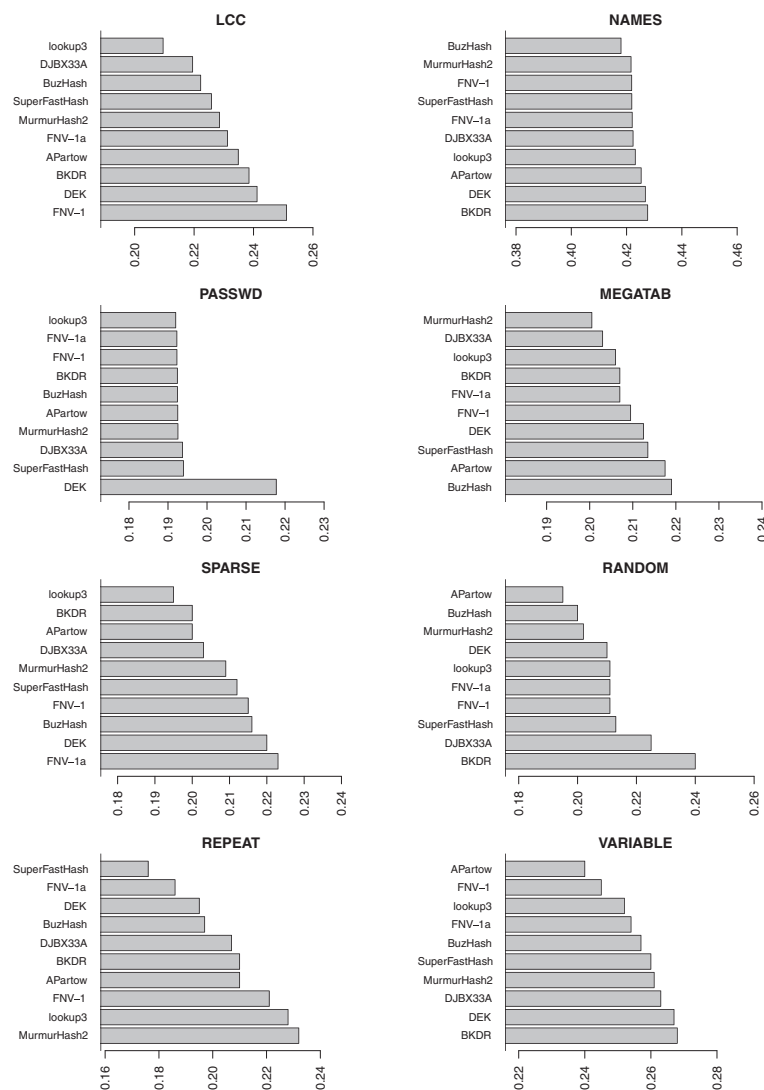 LCC
lookup3
DJBX33A
BuzHash
SuperFastHash
MurmurHash2
FNV−1a
APartow
BKDR
DEK
FNV−1
0.20
0.22
0.24
0.26
NAMES
BuzHash
MurmurHash2
FNV−1
SuperFastHash
FNV−1a
DJBX33A
lookup3
APartow
DEK
BKDR
0.38
0.40
0.42
0.44
0.46
PASSWD
lookup3
FNV−1a
FNV−1
BKDR
BuzHash
APartow
MurmurHash2
DJBX33A
SuperFastHash
DEK
0.18
0.19
0.20
0.21
0.22
0.23
MEGATAB
MurmurHash2
DJBX33A
lookup3
BKDR
FNV−1a
FNV−1
DEK
SuperFastHash
APartow
BuzHash
0.19
0.20
0.21
0.22
0.23
0.24
SPARSE
lookup3
BKDR
APartow
DJBX33A
MurmurHash2
SuperFastHash
FNV−1
BuzHash
DEK
FNV−1a
0.18
0.19
0.20
0.21
0.22
0.23
0.24
RANDOM
APartow
BuzHash
MurmurHash2
DEK
lookup3
FNV−1a
FNV−1
SuperFastHash
DJBX33A
BKDR
0.18
0.20
0.22
0.24
0.26
REPEAT
SuperFastHash
FNV−1a
DEK
BuzHash
DJBX33A
BKDR
APartow
FNV−1
lookup3
MurmurHash2
0.16
0.18
0.20
0.22
0.24
VARIABLE
APartow
FNV−1
lookup3
FNV−1a
BuzHash
SuperFastHash
MurmurHash2
DJBX33A
DEK
BKDR
0.22
0.24
0.26
0.28